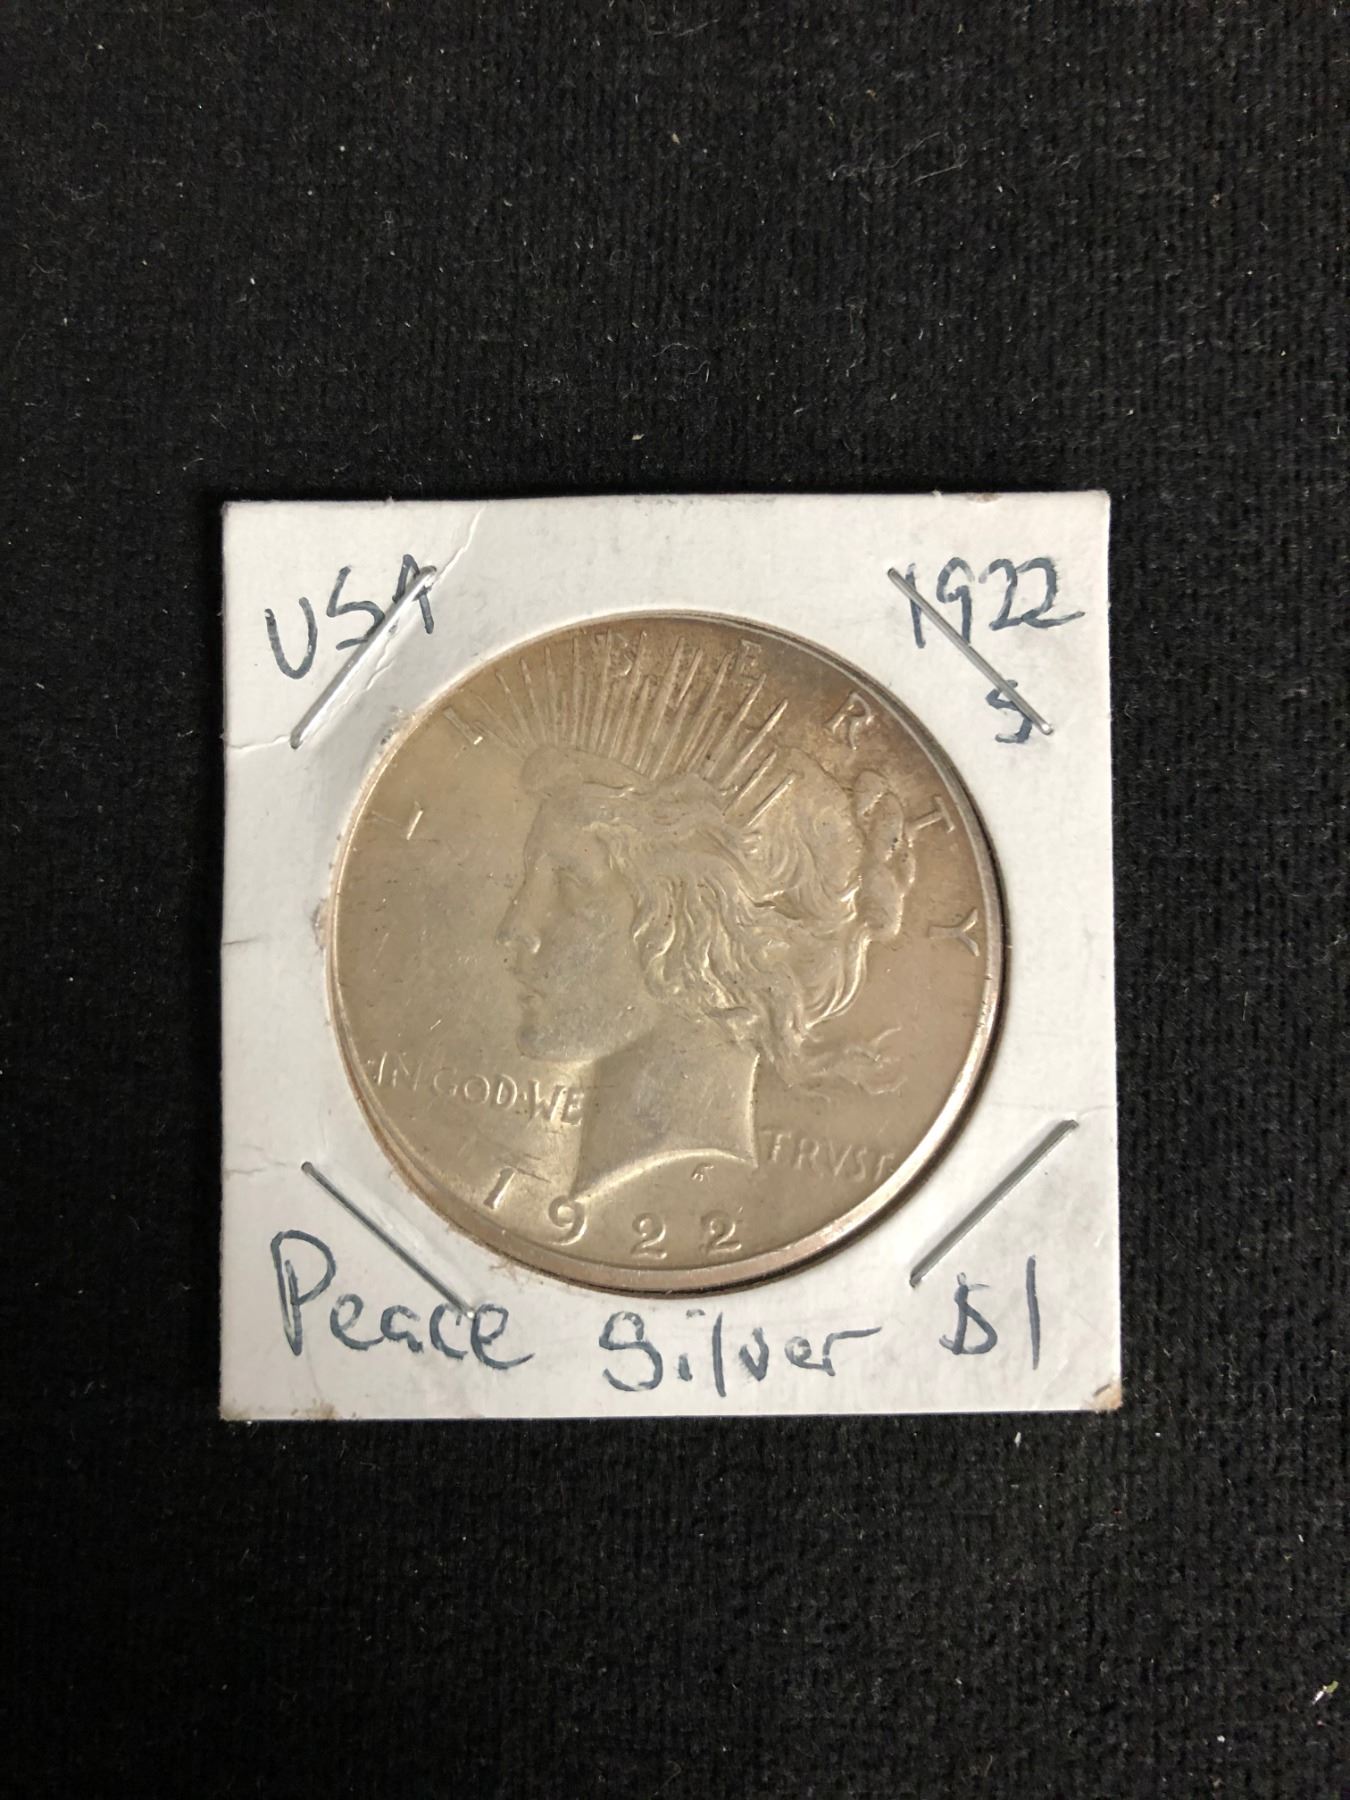 USA 1922
S
LIBERTY
IN GOD WE TRVST
1922
Peace Silver $1